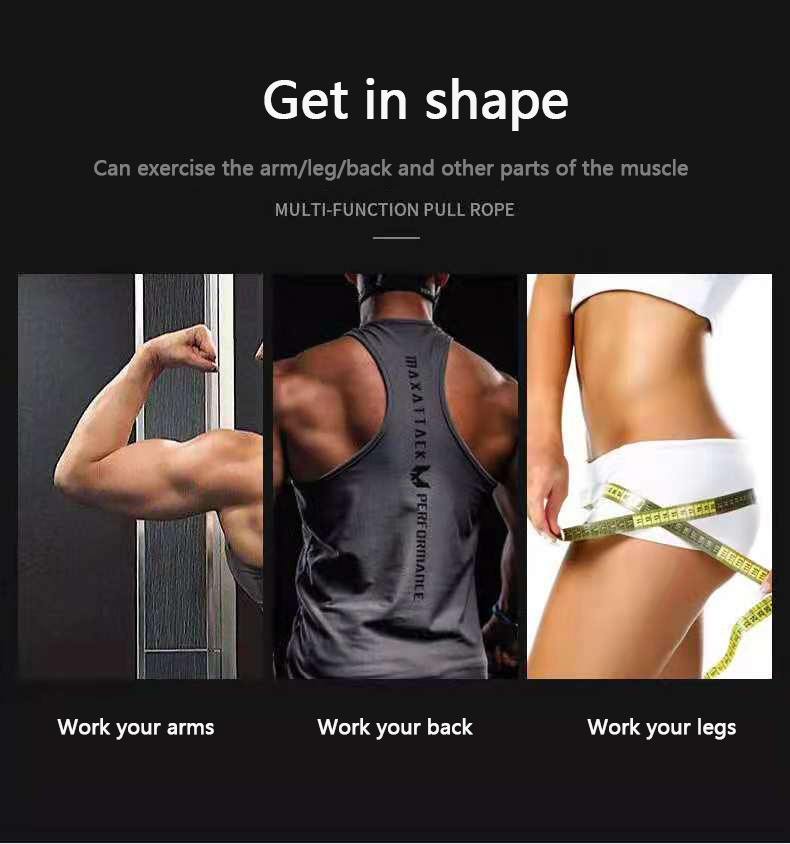 Get in shape
Can exercise the arm/leg/back and other parts of the muscle
MULTI-FUNCTION PULL ROPE
MAXATTAEK PERFORMANCE
Work your arms
Work your back
Work your legs